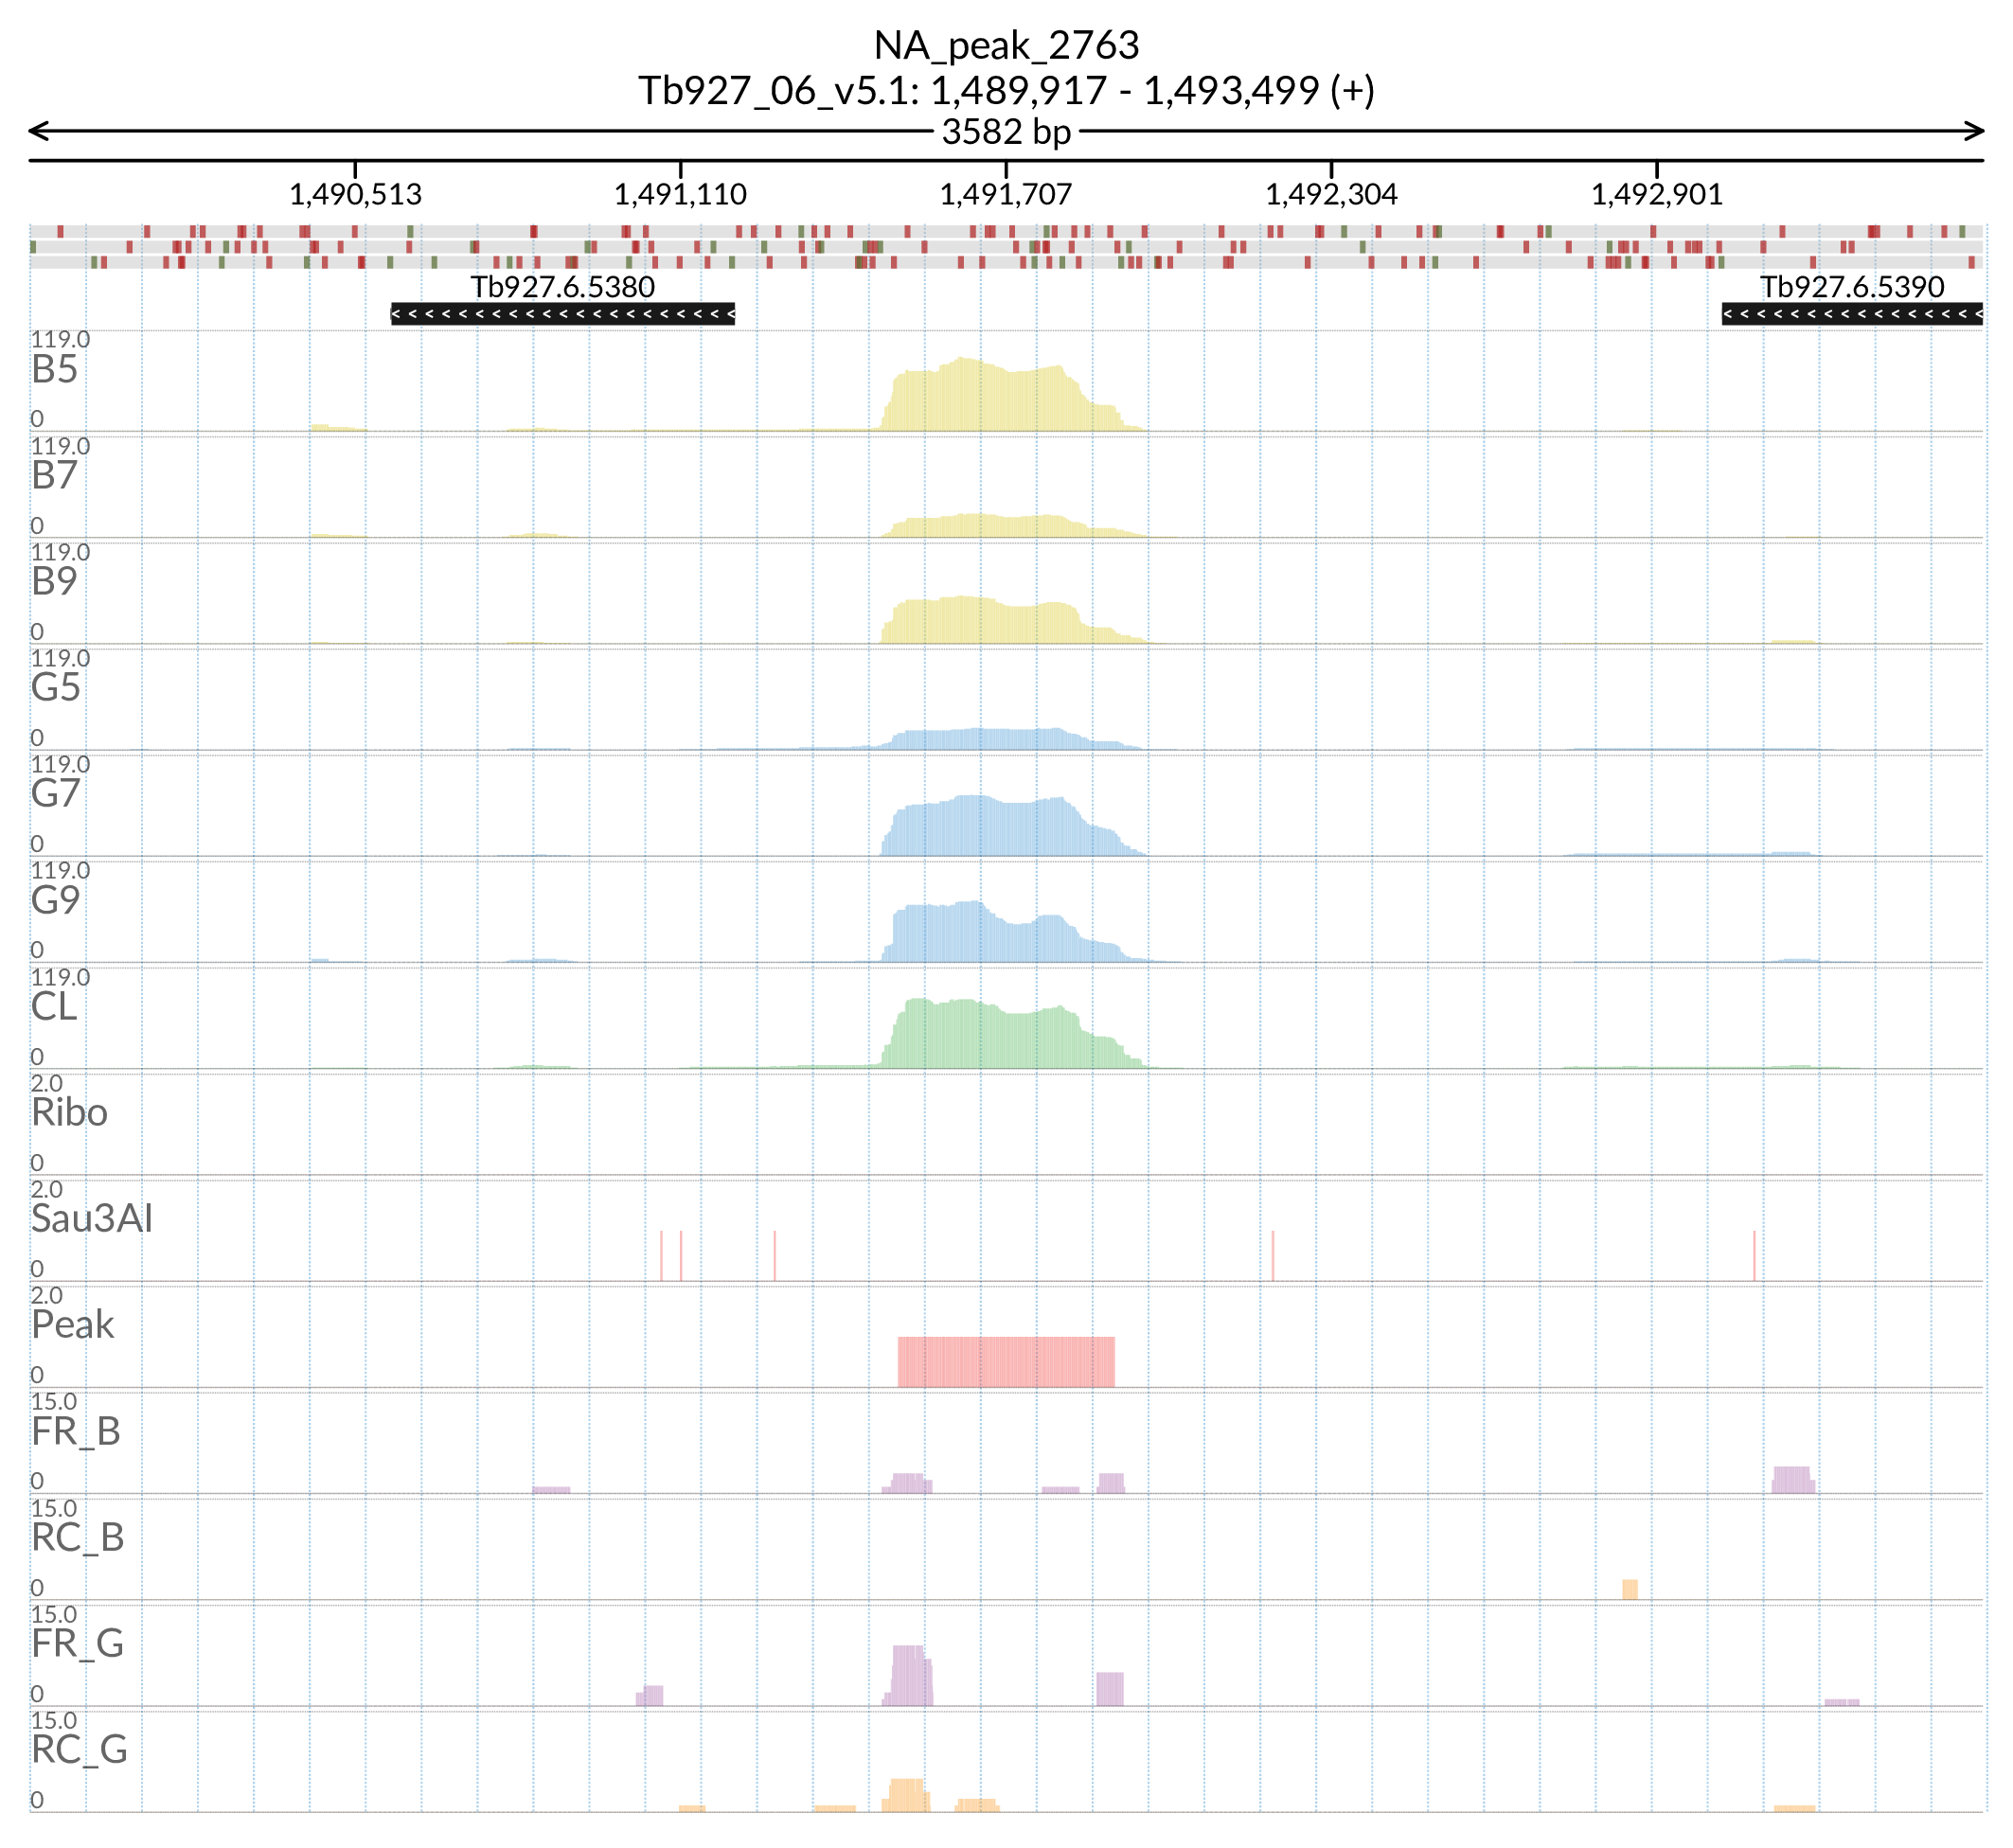 NA_peak_2763
Tb927_06_v5.1: 1,489,917 - 1,493,499 (+)
3582 bp
1,490,513 1,491,110 1,491,707 1,492,304 1,492,901
Tb927.6.5380 Tb927.6.5390
119.0
B5
0
119.0
B7
0
119.0
B9
0
119.0
G5
0
119.0
G7
0
119.0
G9
0
119.0
CL
0
2.0
Ribo
0
2.0
Sau3AI
0
2.0
Peak
0
15.0
FR_B
0
15.0
RC_B
0
15.0
FR_G
0
15.0
RC_G
0